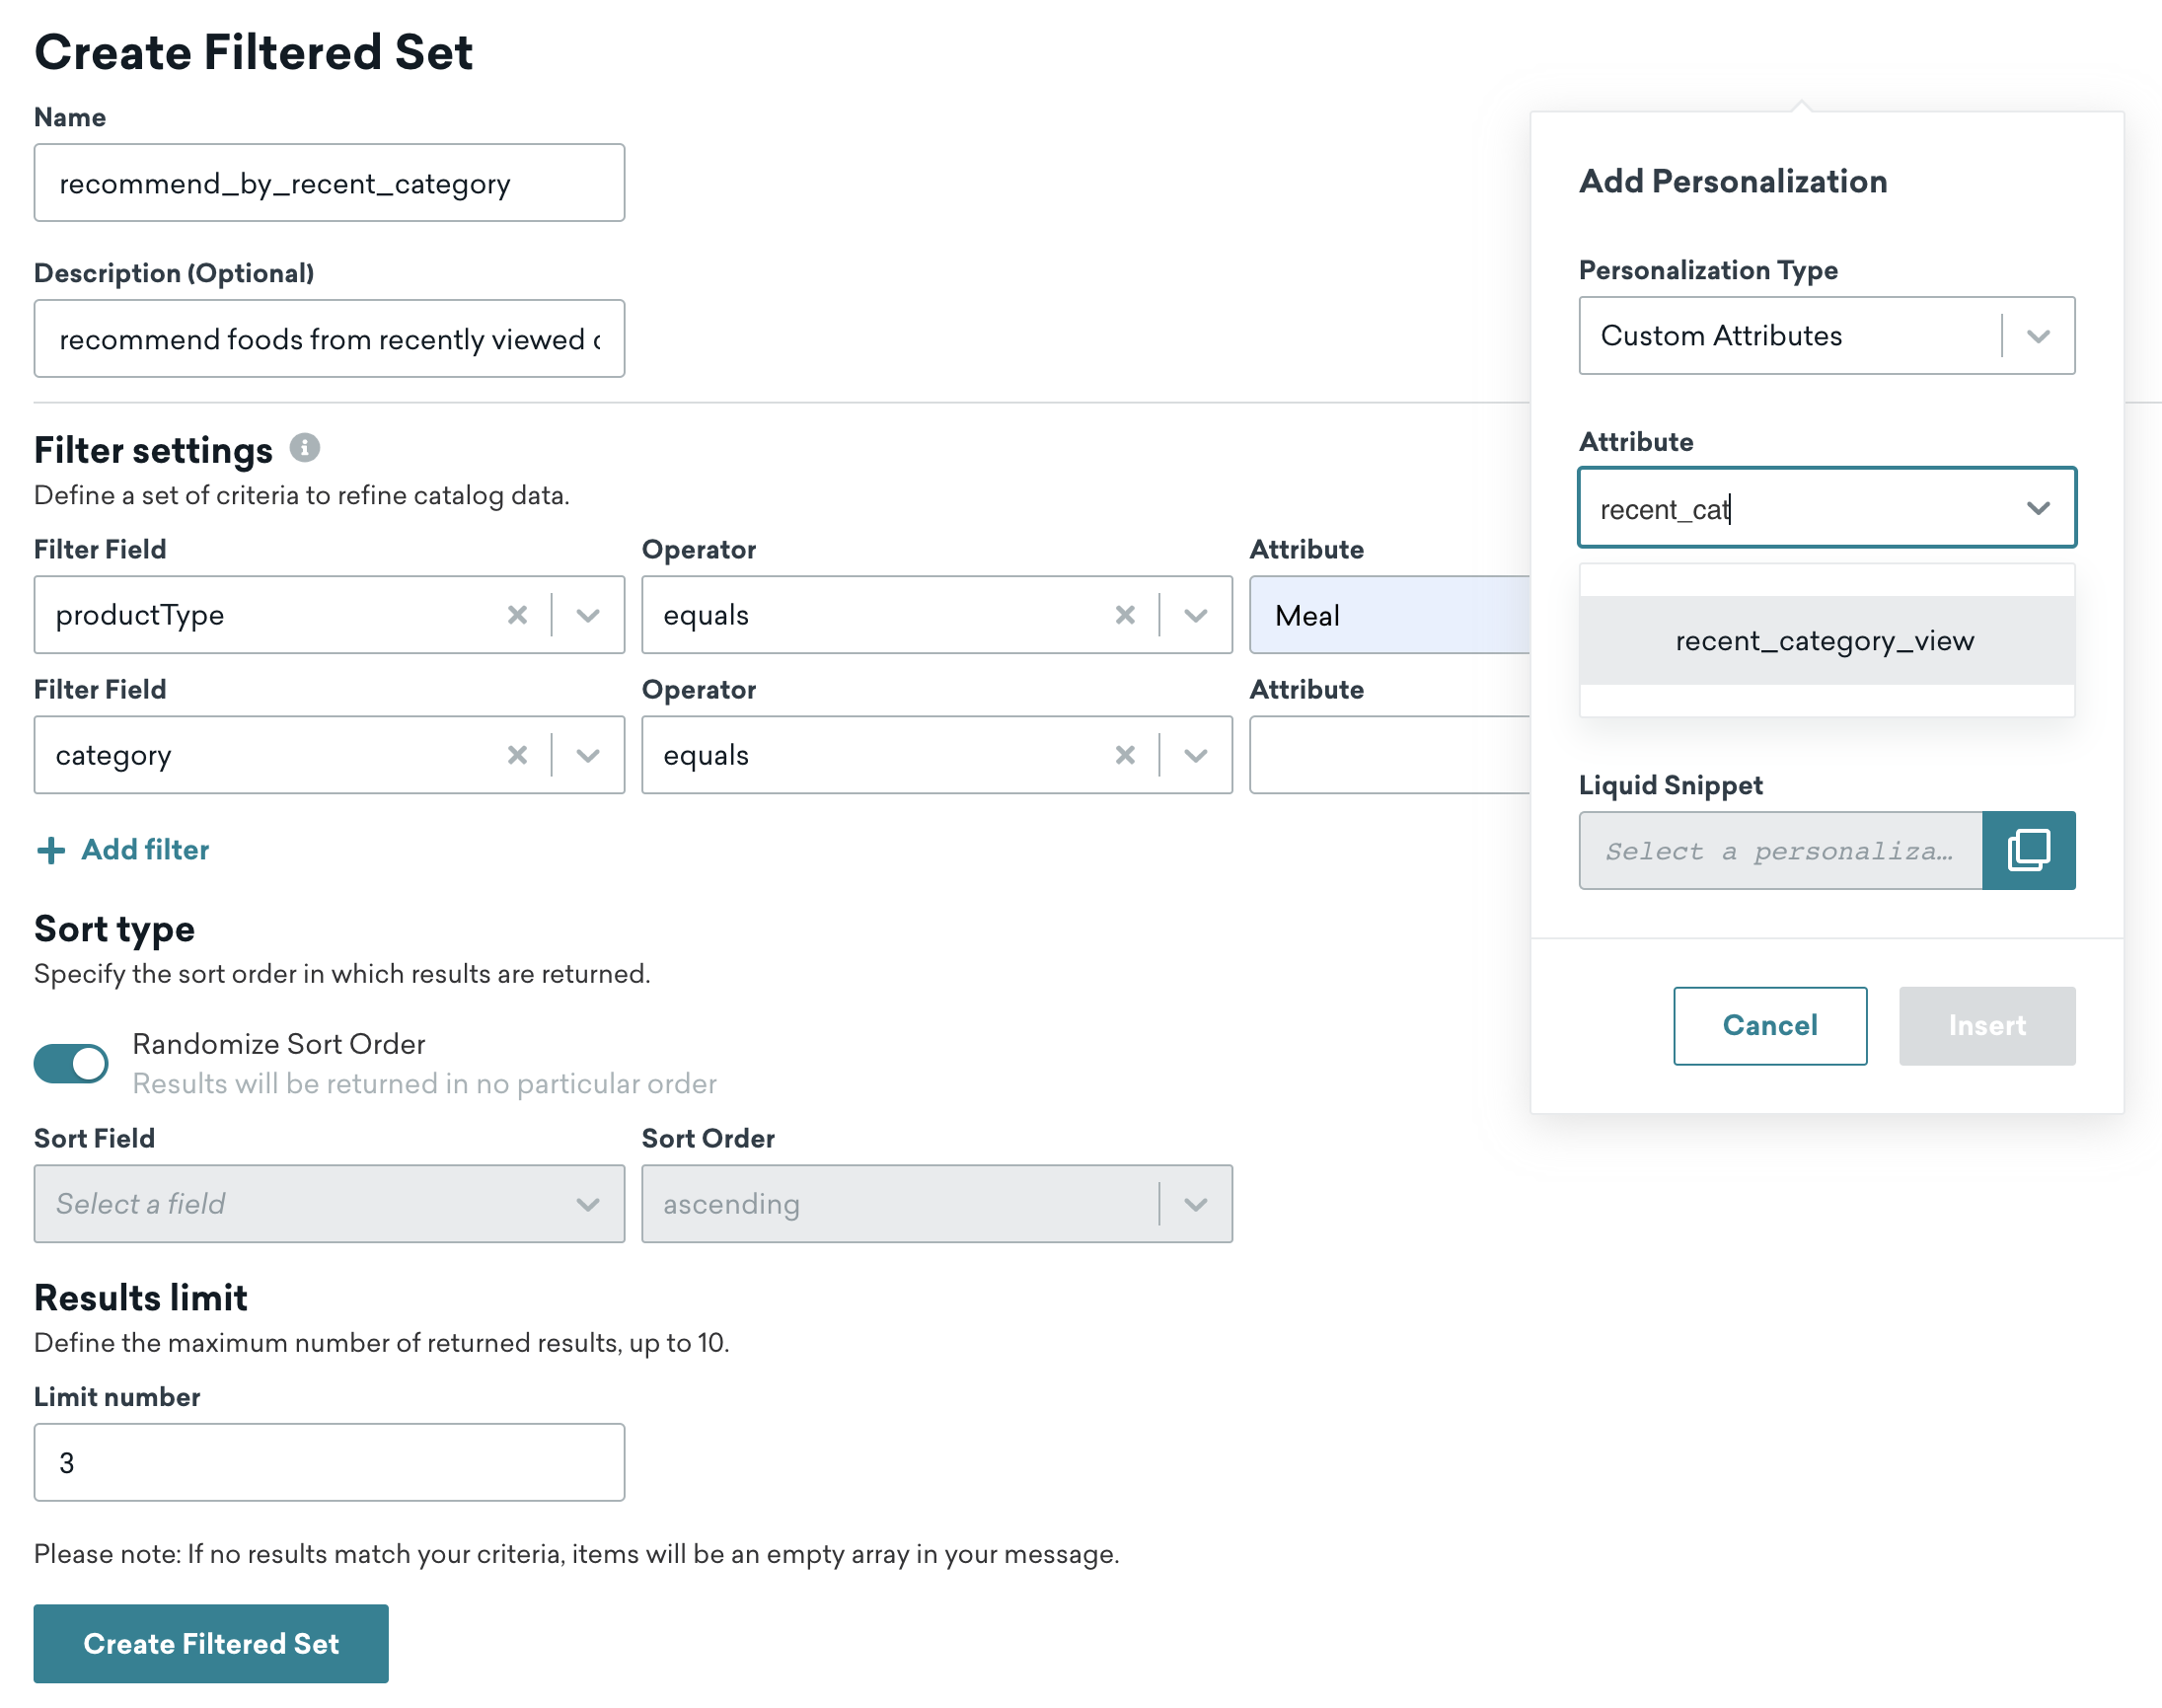 Create Filtered Set
Name
recommend_by_recent_category
Description (Optional)
recommend foods from recently viewed
Filter settings
Define a set of criteria to refine catalog data.
Filter Field Operator Attribute
productType equals Meal
Filter Field Operator Attribute
category equals
Add filter
Sort type
Specify the sort order in which results are returned.
Randomize Sort Order
Results will be returned in no particular order
Sort Field Sort Order
Select a field ascending
Results limit
Define the maximum number of returned results, up to 10.
Limit number
3
Please note: If no results match your criteria, items will be an empty array in your message.
Create Filtered Set
Add Personalization
Personalization Type
Custom Attributes
Attribute
recent_cat
recent_category_view
Liquid Snippet
Select a personaliza…
Cancel Insert